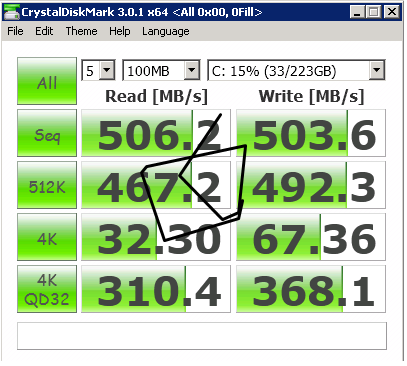 CrystalDiskMark 3.0.1 x64 <All 0x00, 0Fill>
File Edit Theme Help Language
All 5 100MB C: 15% (33/223GB)
Read [MB/s] Write [MB/s]
Seq 506.2 503.6
512K 467.2 492.3
4K 32.30 67.36
4K QD32 310.4 368.1